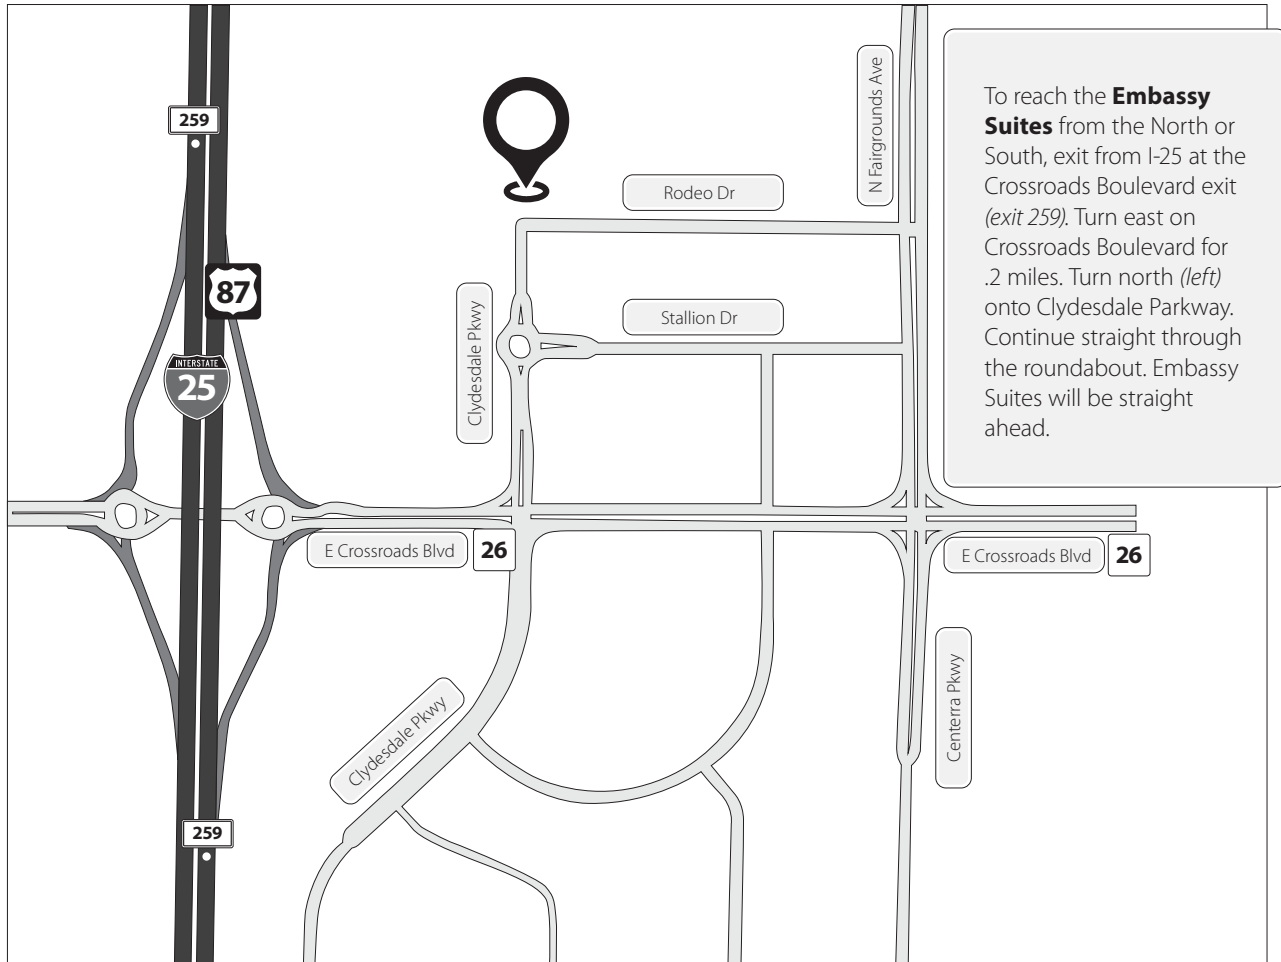 259
87
INTERSTATE
25
N Fairgrounds Ave
Rodeo Dr
Clydesdale Pkwy
Stallion Dr
To reach the Embassy
Suites from the North or
South, exit from I-25 at the
Crossroads Boulevard exit
(exit 259). Turn east on
Crossroads Boulevard for
.2 miles. Turn north (left)
onto Clydesdale Parkway.
Continue straight through
the roundabout. Embassy
Suites will be straight
ahead.
E Crossroads Blvd
26
E Crossroads Blvd
26
Clydesdale Pkwy
Centerra Pkwy
259